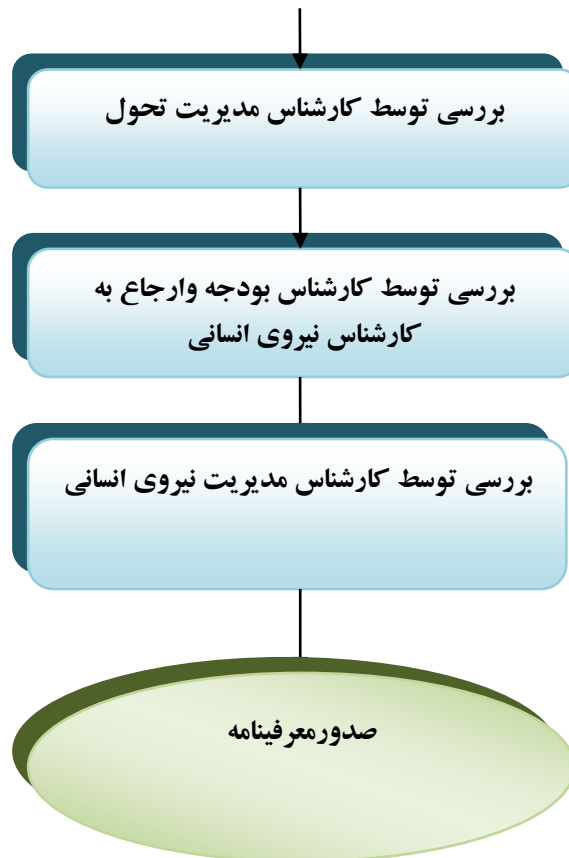 بررسی توسط کارشناس مدیریت تحول
بررسی توسط کارشناس بودجه وارجاع به
کارشناس نیروی انسانی
بررسی توسط کارشناس مدیریت نیروی انسانی
صدورمعرفینامه